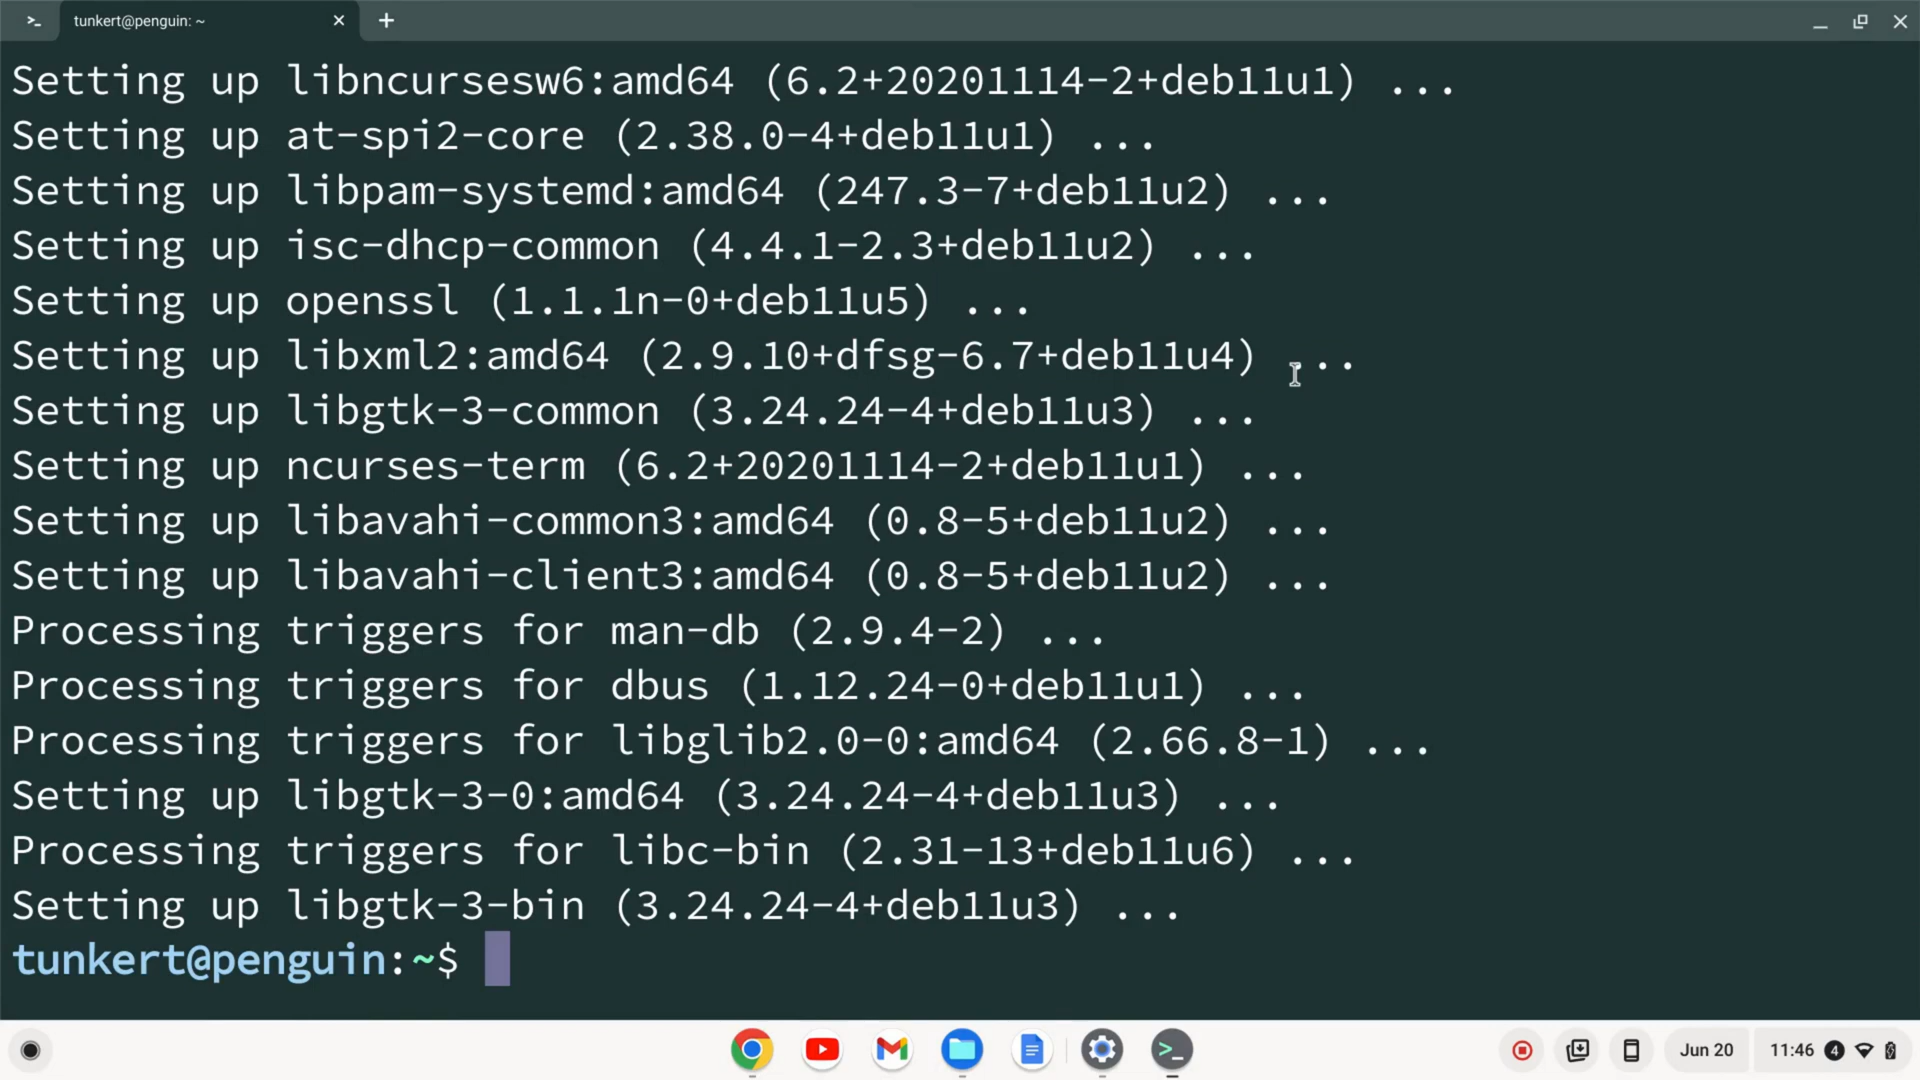 >_ tunkert@penguin: ~
Setting up libncursesw6:amd64 (6.2+20201114-2+deb11u1) ...
Setting up at-spi2-core (2.38.0-4+deb11u1) ...
Setting up libpam-systemd:amd64 (247.3-7+deb11u2) ...
Setting up isc-dhcp-common (4.4.1-2.3+deb11u2) ...
Setting up openssl (1.1.1n-0+deb11u5) ...
Setting up libxml2:amd64 (2.9.10+dfsg-6.7+deb11u4) ...
Setting up libgtk-3-common (3.24.24-4+deb11u3) ...
Setting up ncurses-term (6.2+20201114-2+deb11u1) ...
Setting up libavahi-common3:amd64 (0.8-5+deb11u2) ...
Setting up libavahi-client3:amd64 (0.8-5+deb11u2) ...
Processing triggers for man-db (2.9.4-2) ...
Processing triggers for dbus (1.12.24-0+deb11u1) ...
Processing triggers for libglib2.0-0:amd64 (2.66.8-1) ...
Setting up libgtk-3-0:amd64 (3.24.24-4+deb11u3) ...
Processing triggers for libc-bin (2.31-13+deb11u6) ...
Setting up libgtk-3-bin (3.24.24-4+deb11u3) ...
tunkert@penguin:~$
>_ Jun 20 11:46 4